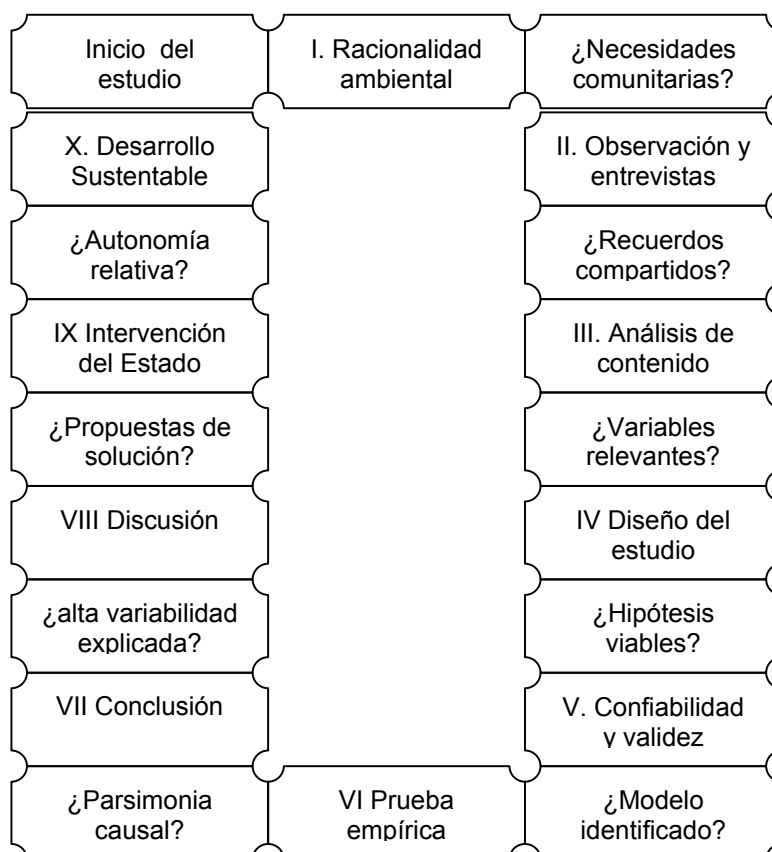 Inicio del
estudio
I. Racionalidad
ambiental
¿Necesidades
comunitarias?
X. Desarrollo
Sustentable
II. Observación y
entrevistas
¿Autonomía
relativa?
¿Recuerdos
compartidos?
IX Intervención
del Estado
III. Análisis de
contenido
¿Propuestas de
solución?
¿Variables
relevantes?
VIII Discusión
IV Diseño del
estudio
¿alta variabilidad
explicada?
¿Hipótesis
viables?
VII Conclusión
V. Confiabilidad
y validez
¿Parsimonia
causal?
VI Prueba
empírica
¿Modelo
identificado?